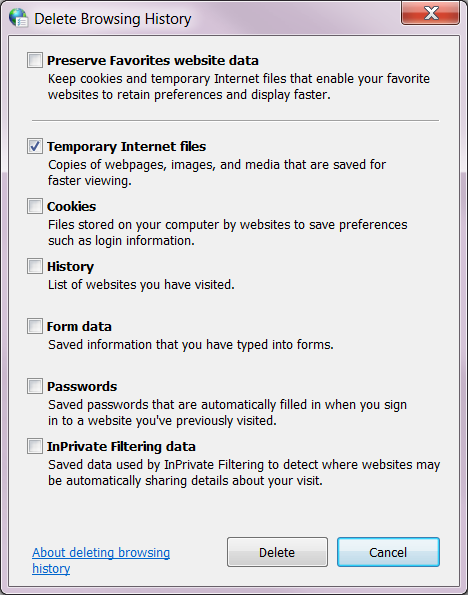 Delete Browsing History
Preserve Favorites website data
Keep cookies and temporary Internet files that enable your favorite
websites to retain preferences and display faster.
Temporary Internet files
Copies of webpages, images, and media that are saved for
faster viewing.
Cookies
Files stored on your computer by websites to save preferences
such as login information.
History
List of websites you have visited.
Form data
Saved information that you have typed into forms.
Passwords
Saved passwords that are automatically filled in when you sign
in to a website you've previously visited.
InPrivate Filtering data
Saved data used by InPrivate Filtering to detect where websites may
be automatically sharing details about your visit.
About deleting browsing
history
Delete
Cancel